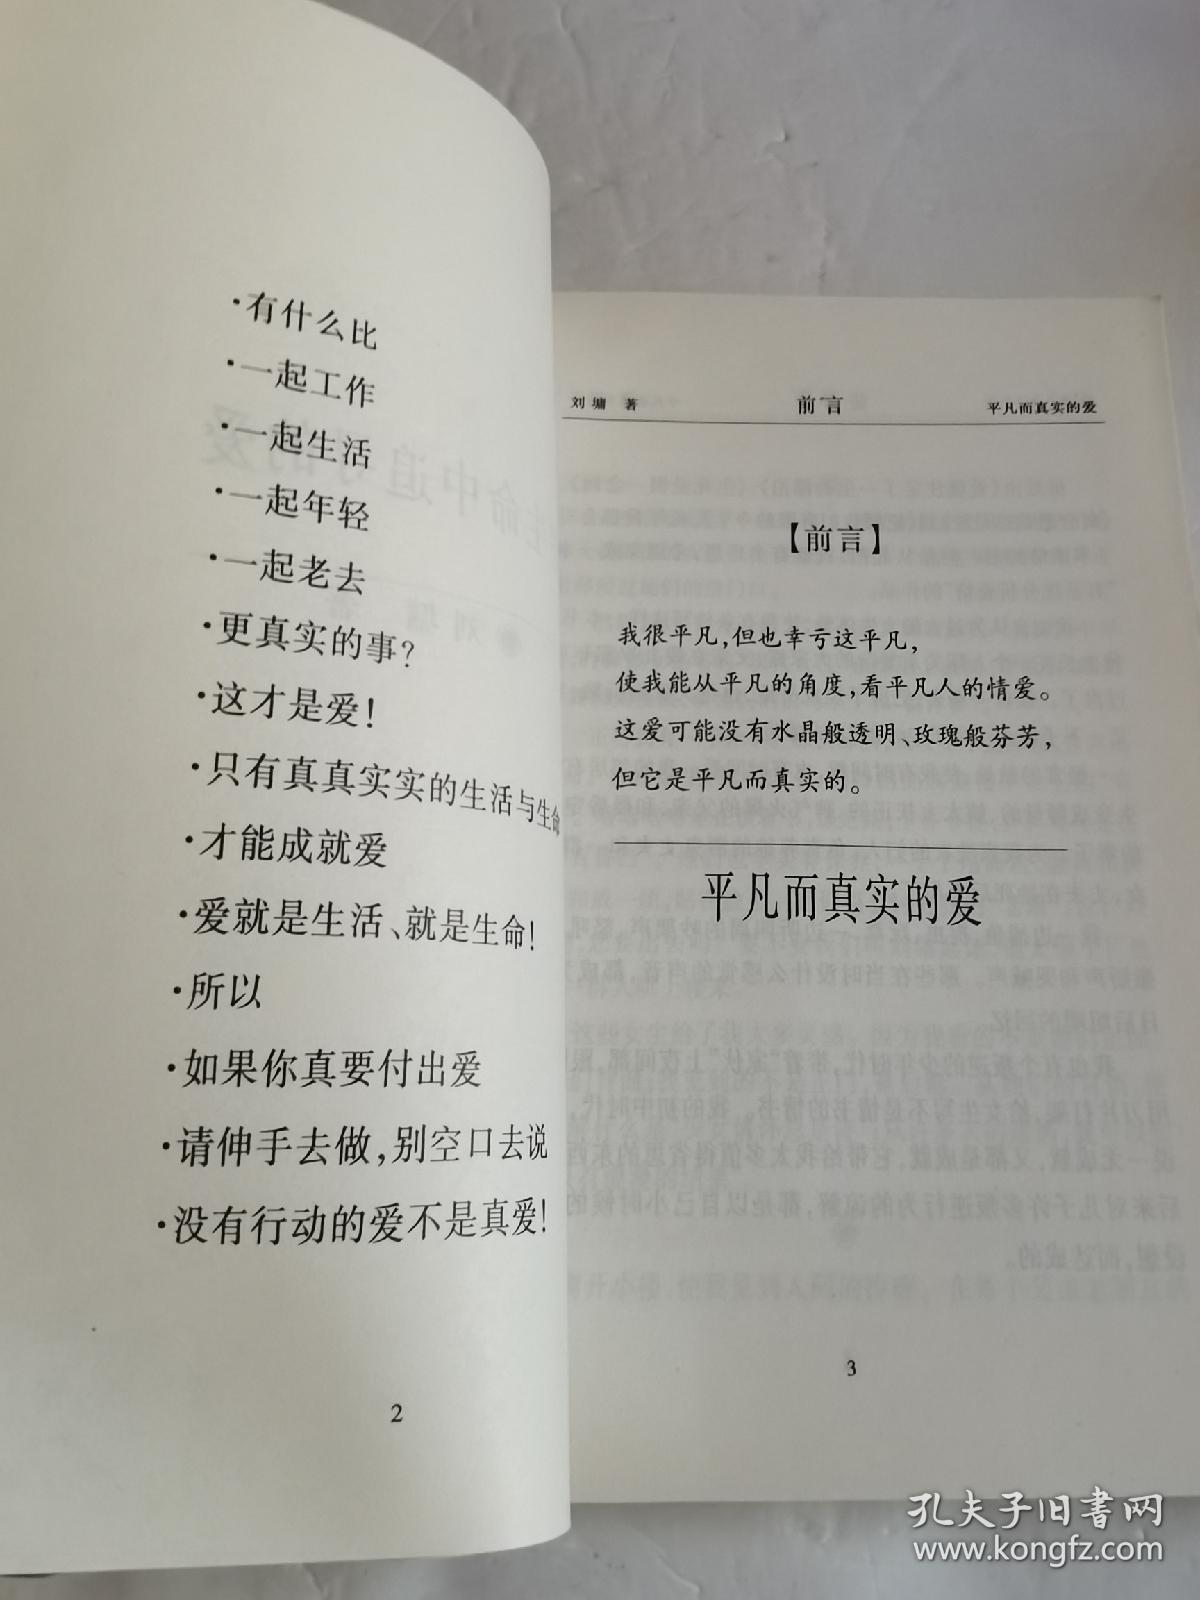 ·有什么比
·一起工作
·一起生活
·一起年轻
·一起老去
·更真实的事?
·这才是爱!
·只有真真实实的生活与生命
·才能成就爱
·爱就是生活、就是生命!
·所以
·如果你真要付出爱
·请伸手去做,别空口去说
·没有行动的爱不是真爱!
2
刘墉 著 前言 平凡而真实的爱
【前言】
我很平凡,但也幸亏这平凡,
使我能从平凡的角度,看平凡人的情爱。
这爱可能没有水晶般透明、玫瑰般芬芳,
但它是平凡而真实的。
平凡而真实的爱
3
孔夫子旧书网
www.kongfz.com